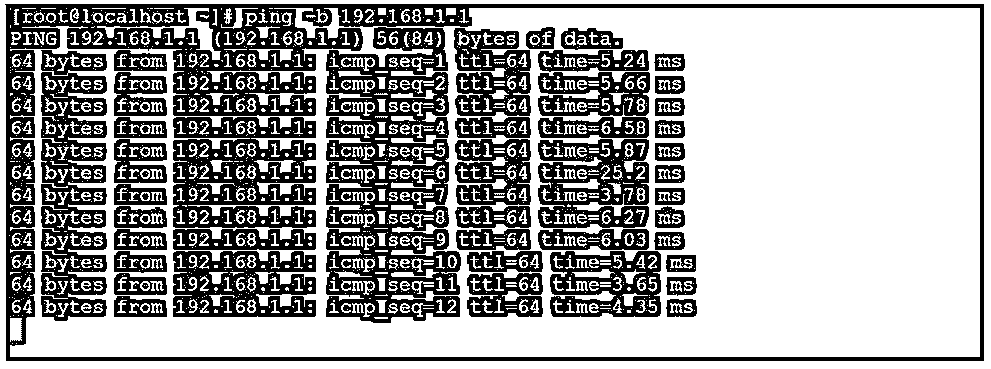 [root@localhost ~]# ping -b 192.168.1.1
PING 192.168.1.1 (192.168.1.1) 56(84) bytes of data.
64 bytes from 192.168.1.1: icmp_seq=1 ttl=64 time=5.24 ms
64 bytes from 192.168.1.1: icmp_seq=2 ttl=64 time=5.66 ms
64 bytes from 192.168.1.1: icmp_seq=3 ttl=64 time=5.78 ms
64 bytes from 192.168.1.1: icmp_seq=4 ttl=64 time=6.58 ms
64 bytes from 192.168.1.1: icmp_seq=5 ttl=64 time=5.87 ms
64 bytes from 192.168.1.1: icmp_seq=6 ttl=64 time=25.2 ms
64 bytes from 192.168.1.1: icmp_seq=7 ttl=64 time=3.78 ms
64 bytes from 192.168.1.1: icmp_seq=8 ttl=64 time=6.27 ms
64 bytes from 192.168.1.1: icmp_seq=9 ttl=64 time=6.03 ms
64 bytes from 192.168.1.1: icmp_seq=10 ttl=64 time=5.42 ms
64 bytes from 192.168.1.1: icmp_seq=11 ttl=64 time=3.65 ms
64 bytes from 192.168.1.1: icmp_seq=12 ttl=64 time=4.35 ms